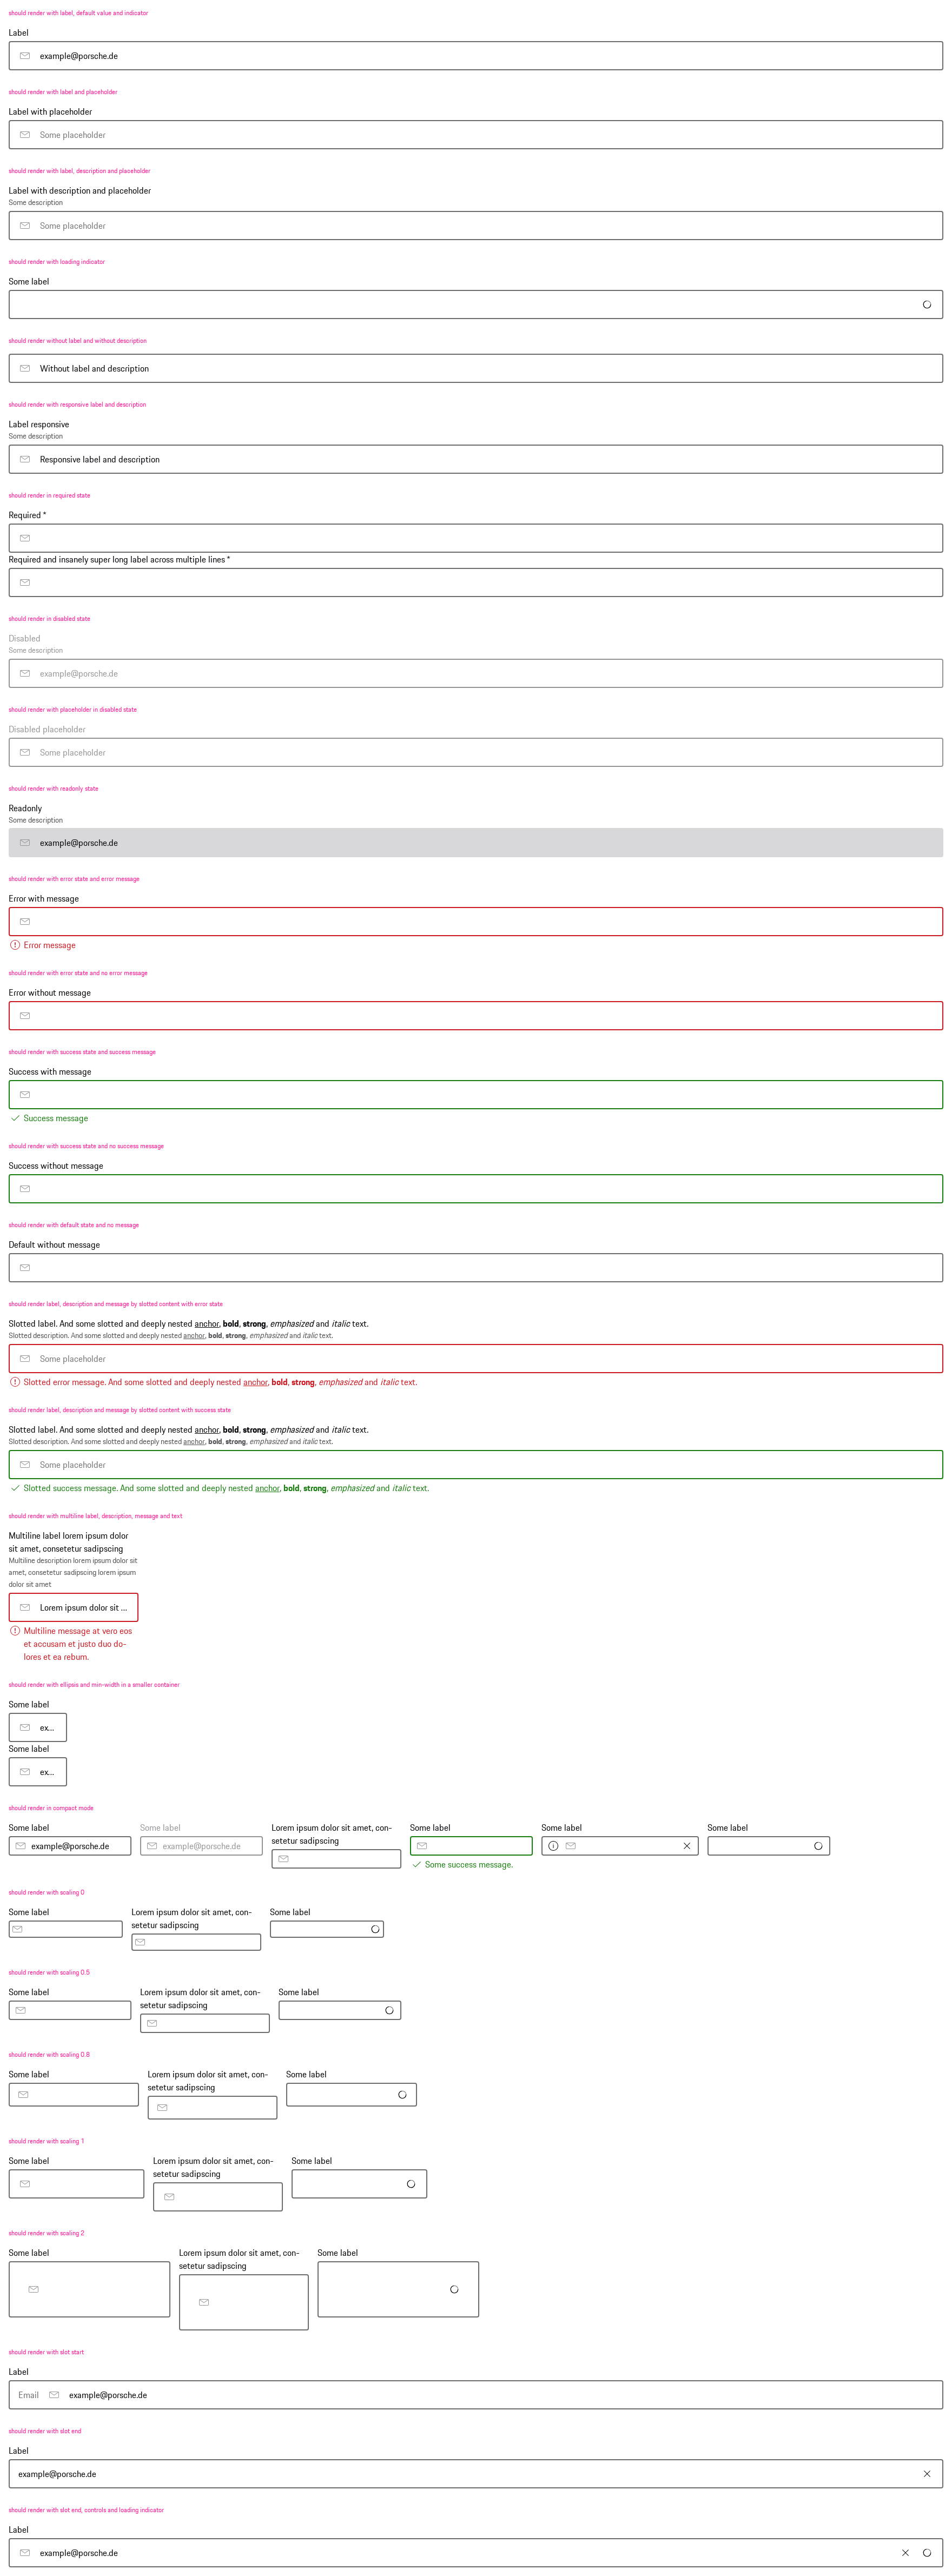 should render with label, default value and indicator
Label
example@porsche.de
should render with label and placeholder
Label with placeholder
Some placeholder
should render with label, description and placeholder
Label with description and placeholder
Some description
Some placeholder
should render with loading indicator
Some label
should render without label and without description
Without label and description
should render with responsive label and description
Label responsive
Some description
Responsive label and description
should render in required state
Required *
Required and insanely super long label across multiple lines *
should render in disabled state
Disabled
Some description
example@porsche.de
should render with placeholder in disabled state
Disabled placeholder
Some placeholder
should render with readonly state
Readonly
Some description
example@porsche.de
should render with error state and error message
Error with message
Error message
should render with error state and no error message
Error without message
should render with success state and success message
Success with message
Success message
should render with success state and no success message
Success without message
should render with default state and no message
Default without message
should render label, description and message by slotted content with error state
Slotted label. And some slotted and deeply nested anchor, bold, strong, emphasized and italic text.
Slotted description. And some slotted and deeply nested anchor, bold, strong, emphasized and italic text.
Some placeholder
Slotted error message. And some slotted and deeply nested anchor, bold, strong, emphasized and italic text.
should render label, description and message by slotted content with success state
Slotted label. And some slotted and deeply nested anchor, bold, strong, emphasized and italic text.
Slotted description. And some slotted and deeply nested anchor, bold, strong, emphasized and italic text.
Some placeholder
Slotted success message. And some slotted and deeply nested anchor, bold, strong, emphasized and italic text.
should render with multiline label, description, message and text
Multiline label lorem ipsum dolor
sit amet, consetetur sadipscing
Multiline description lorem ipsum dolor sit
amet, consetetur sadipscing lorem ipsum
dolor sit amet
Lorem ipsum dolor sit ...
Multiline message at vero eos
et accusam et justo duo do-
lores et ea rebum.
should render with ellipsis and min-width in a smaller container
Some label
ex...
Some label
ex...
should render in compact mode
Some label
example@porsche.de
Some label
example@porsche.de
Lorem ipsum dolor sit amet, con-
setetur sadipscing
Some label
Some success message.
Some label
Some label
should render with scaling 0
Some label
Lorem ipsum dolor sit amet, con-
setetur sadipscing
Some label
should render with scaling 0.5
Some label
Lorem ipsum dolor sit amet, con-
setetur sadipscing
Some label
should render with scaling 0.8
Some label
Lorem ipsum dolor sit amet, con-
setetur sadipscing
Some label
should render with scaling 1
Some label
Lorem ipsum dolor sit amet, con-
setetur sadipscing
Some label
should render with scaling 2
Some label
Lorem ipsum dolor sit amet, con-
setetur sadipscing
Some label
should render with slot start
Label
Email
example@porsche.de
should render with slot end
Label
example@porsche.de
should render with slot end, controls and loading indicator
Label
example@porsche.de